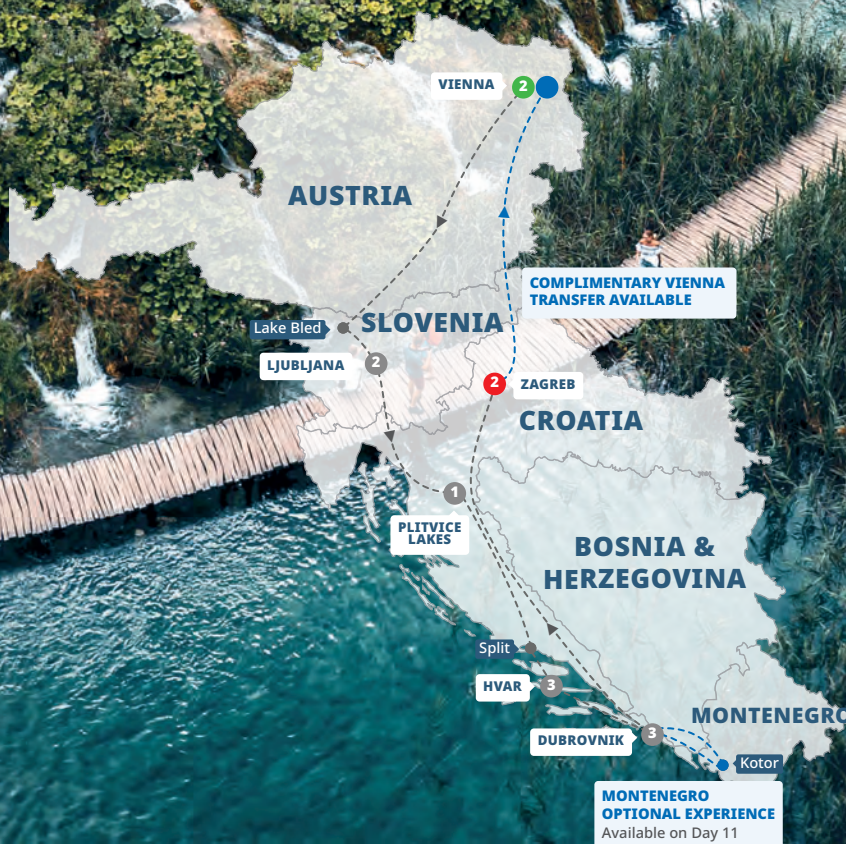 VIENNA
2
AUSTRIA
COMPLIMENTARY VIENNA
TRANSFER AVAILABLE
Lake Bled
SLOVENIA
LJUBLJANA
2
2
ZAGREB
CROATIA
1
PLITVICE
LAKES
BOSNIA &
HERZEGOVINA
Split
HVAR
3
MONTENEGRO
DUBROVNIK
3
Kotor
MONTENEGRO
OPTIONAL EXPERIENCE
Available on Day 11